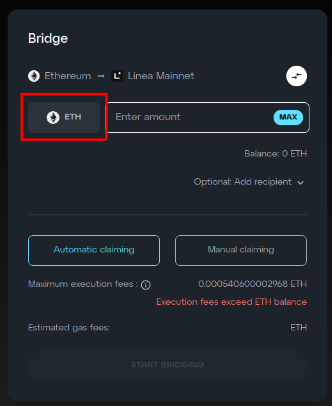 Bridge
Ethereum → Linea Mainnet
ETH Enter amount MAX
Balance: 0 ETH
Optional: Add recipient
Automatic claiming Manual claiming
Maximum execution fees : 0.000540600002968 ETH
Execution fees exceed ETH balance
Estimated gas fees: ETH
START BRIDGING